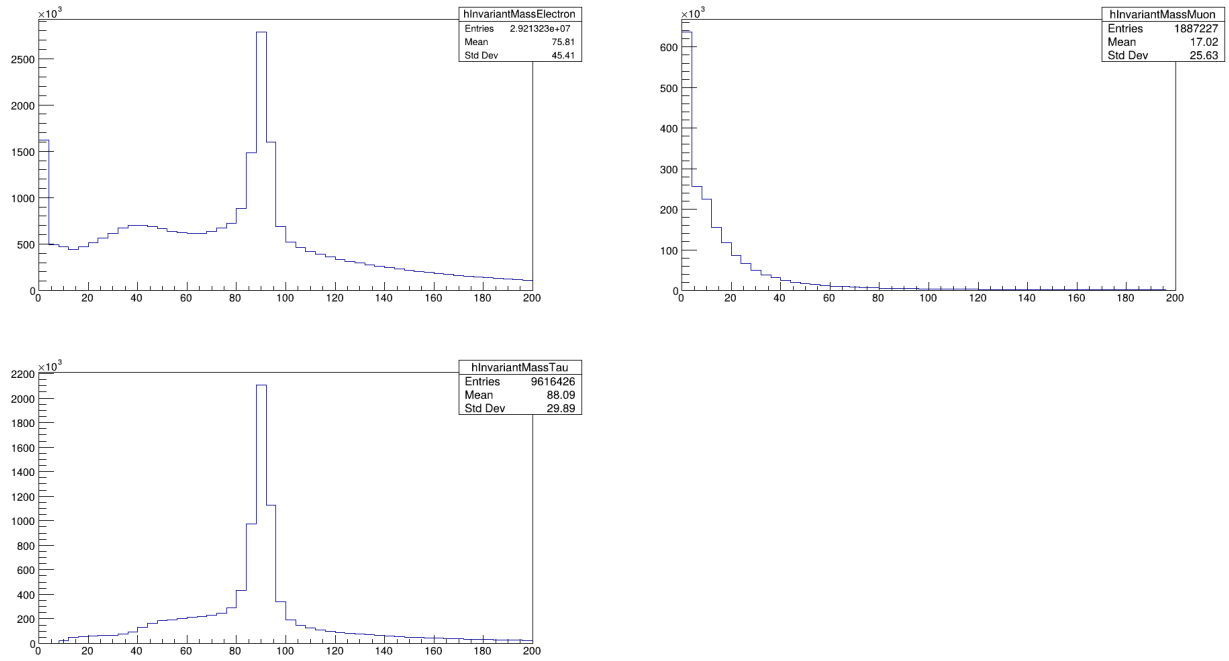 ×10³
hInvariantMassElectron
Entries 2.921323e+07
Mean 75.81
Std Dev 45.41
2500
2000
1500
1000
500
0
0 20 40 60 80 100 120 140 160 180 200
×10³
hInvariantMassMuon
Entries 1887227
Mean 17.02
Std Dev 25.63
600
500
400
300
200
100
0
0 20 40 60 80 100 120 140 160 180 200
×10³
hInvariantMassTau
Entries 9616426
Mean 88.09
Std Dev 29.89
2200
2000
1800
1600
1400
1200
1000
800
600
400
200
0
0 20 40 60 80 100 120 140 160 180 200